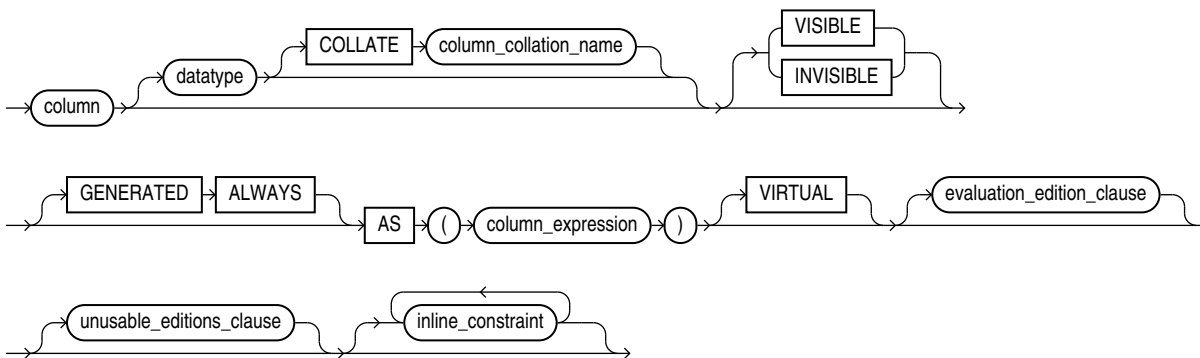 COLLATE column_collation_name VISIBLE
datatype INVISIBLE
column
GENERATED ALWAYS VIRTUAL evaluation_edition_clause
AS ( column_expression )
unusable_editions_clause inline_constraint